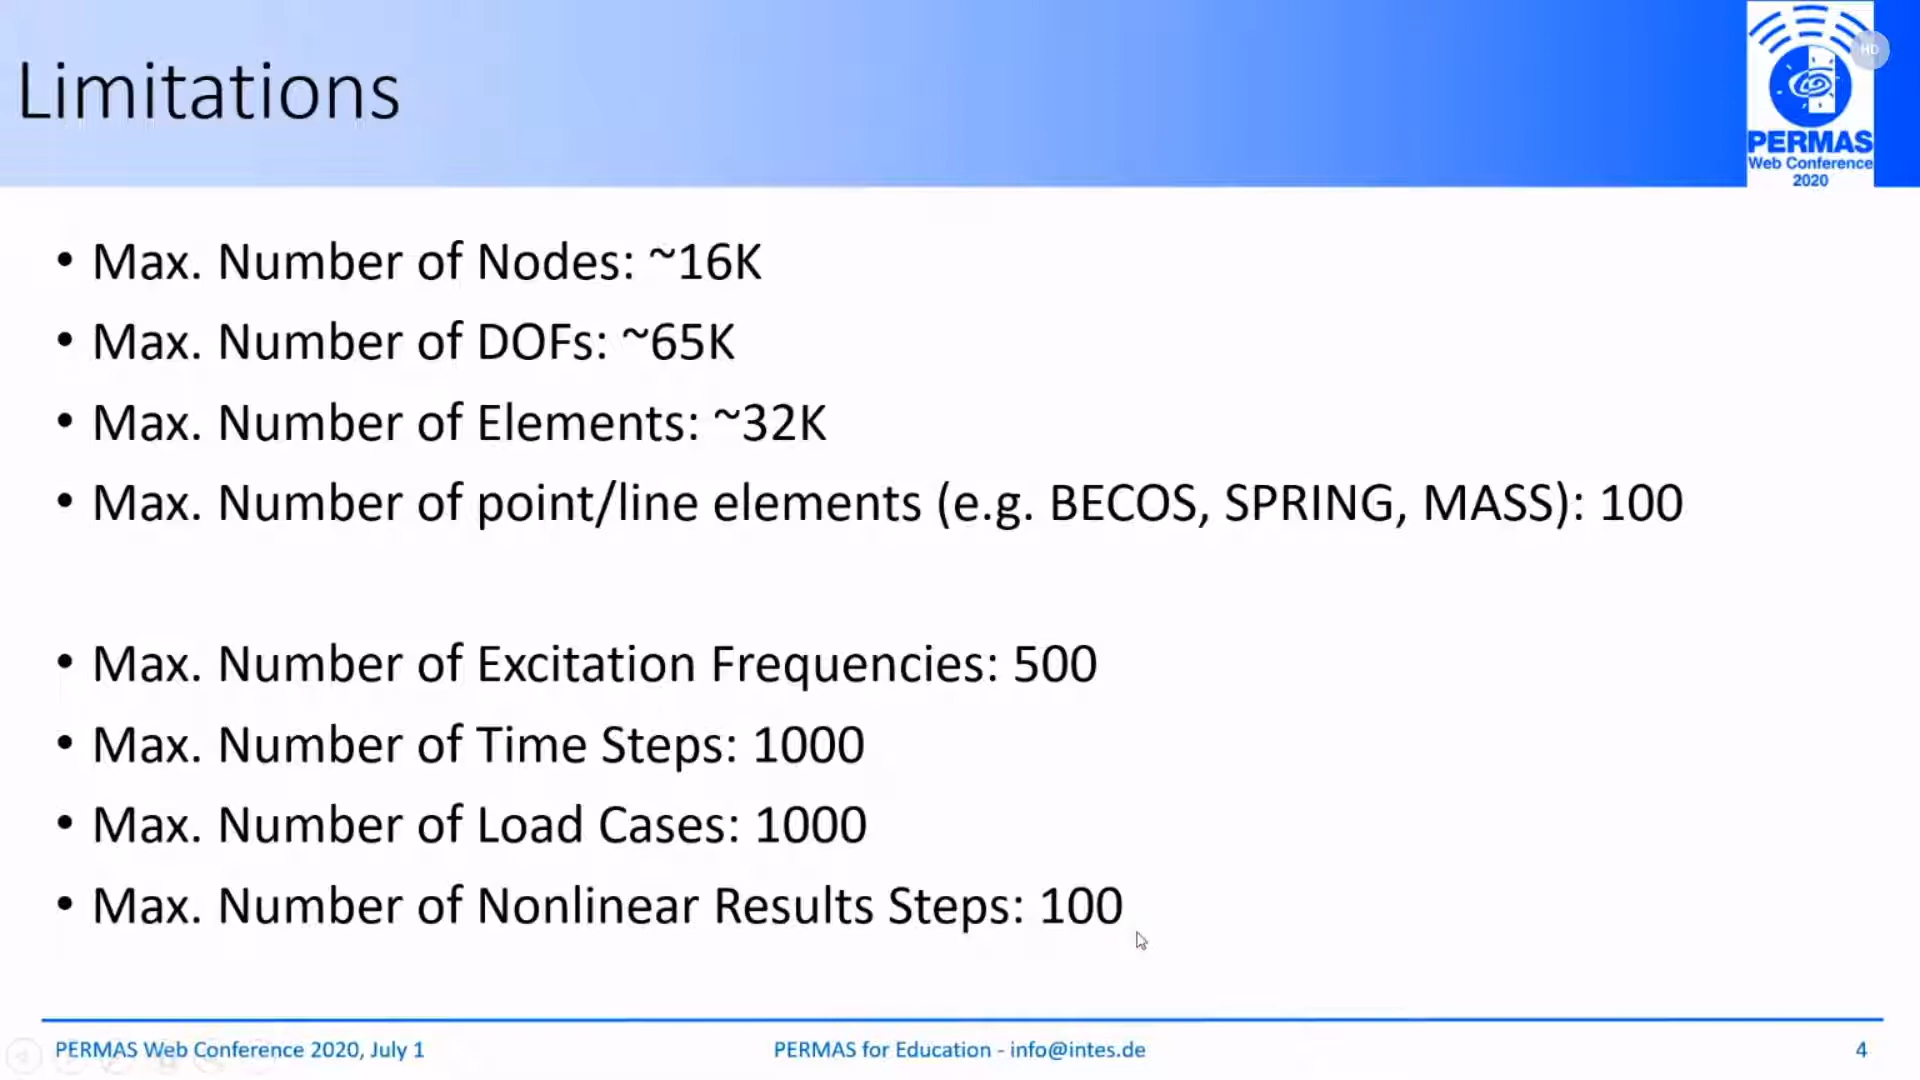 Limitations
HD
PERMAS
Web Conference
2020
• Max. Number of Nodes: ~16K
• Max. Number of DOFs: ~65K
• Max. Number of Elements: ~32K
• Max. Number of point/line elements (e.g. BECOS, SPRING, MASS): 100
• Max. Number of Excitation Frequencies: 500
• Max. Number of Time Steps: 1000
• Max. Number of Load Cases: 1000
• Max. Number of Nonlinear Results Steps: 100
PERMAS Web Conference 2020, July 1
PERMAS for Education - info@intes.de
4